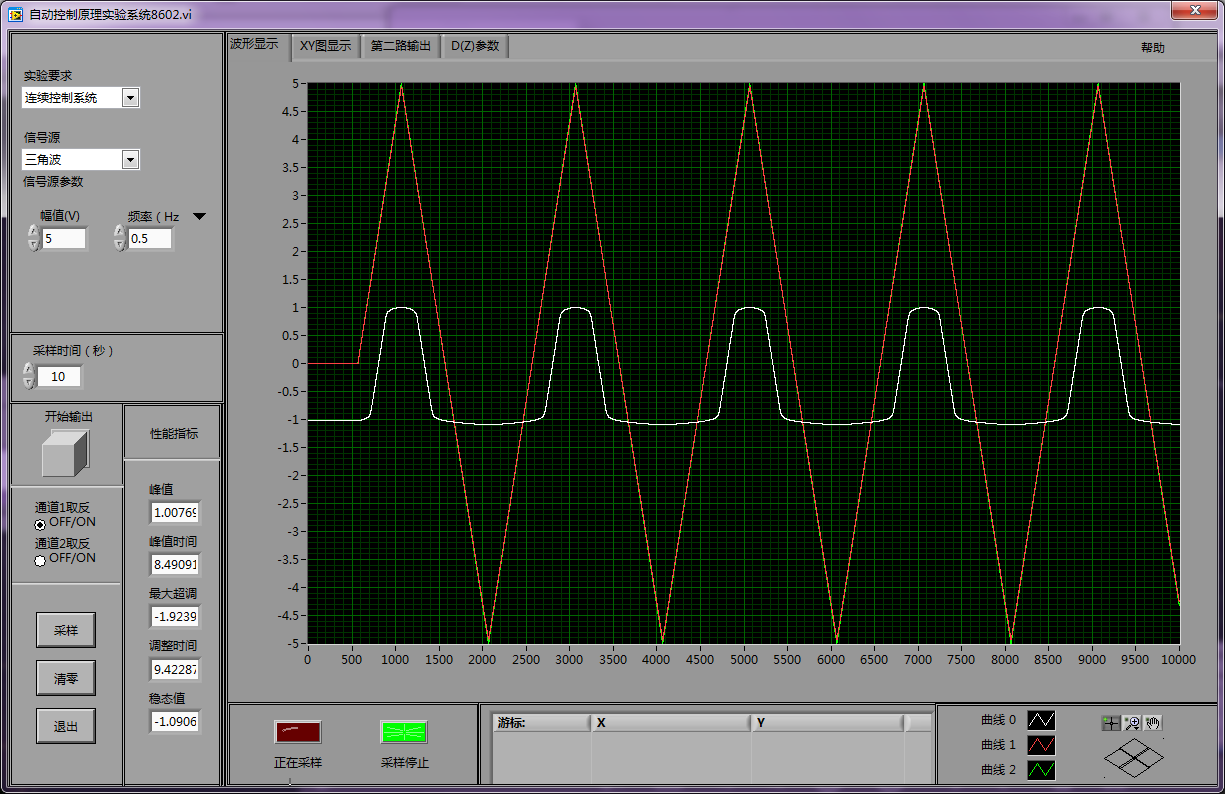 自动控制原理实验系统8602.vi
波形显示 XY图显示 第二路输出 D(Z)参数 帮助
实验要求
连续控制系统
信号源
三角波
信号源参数
幅值(V) 频率（Hz
5 0.5
采样时间（秒）
10
开始输出
通道1取反
OFF/ON
通道2取反
OFF/ON
采样
清零
退出
性能指标
峰值
1.00769
峰值时间
8.49091
最大超调
-1.9239
调整时间
9.42287
稳态值
-1.0906
5
4.5
4
3.5
3
2.5
2
1.5
1
0.5
0
-0.5
-1
-1.5
-2
-2.5
-3
-3.5
-4
-4.5
-5
0 500 1000 1500 2000 2500 3000 3500 4000 4500 5000 5500 6000 6500 7000 7500 8000 8500 9000 9500 10000
正在采样 采样停止
游标: X Y
曲线 0
曲线 1
曲线 2